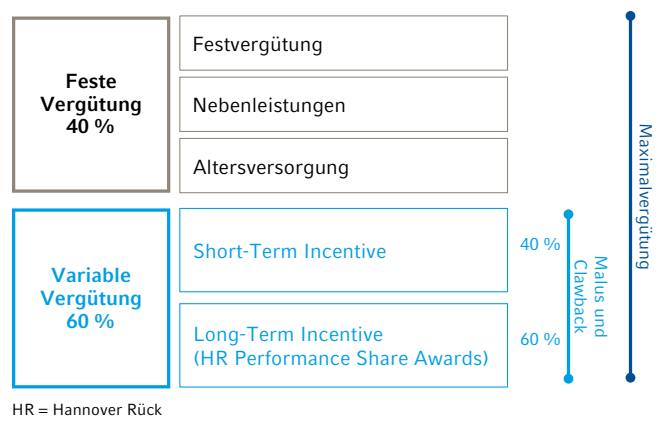 Feste
Vergütung
40 %
Festvergütung
Nebenleistungen
Altersversorgung
Variable
Vergütung
60 %
Short-Term Incentive
40 %
Long-Term Incentive
(HR Performance Share Awards)
60 %
Malus und
Clawback
Maximalvergütung
HR = Hannover Rück